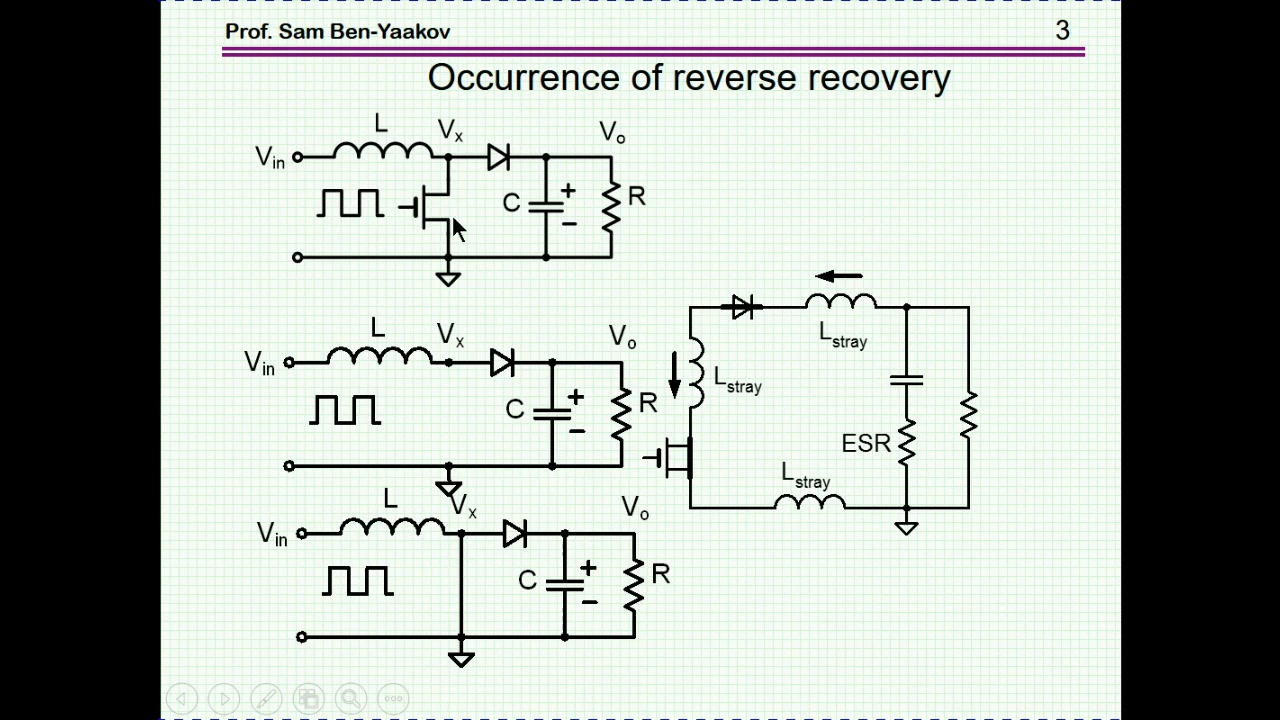 Prof. Sam Ben-Yaakov
3
Occurrence of reverse recovery
L
Vx
Vo
Vin
C
+
−
R
L
Vx
Vo
Vin
C
+
−
R
L
Vx
Vo
Vin
C
+
−
R
Lstray
Lstray
ESR
Lstray